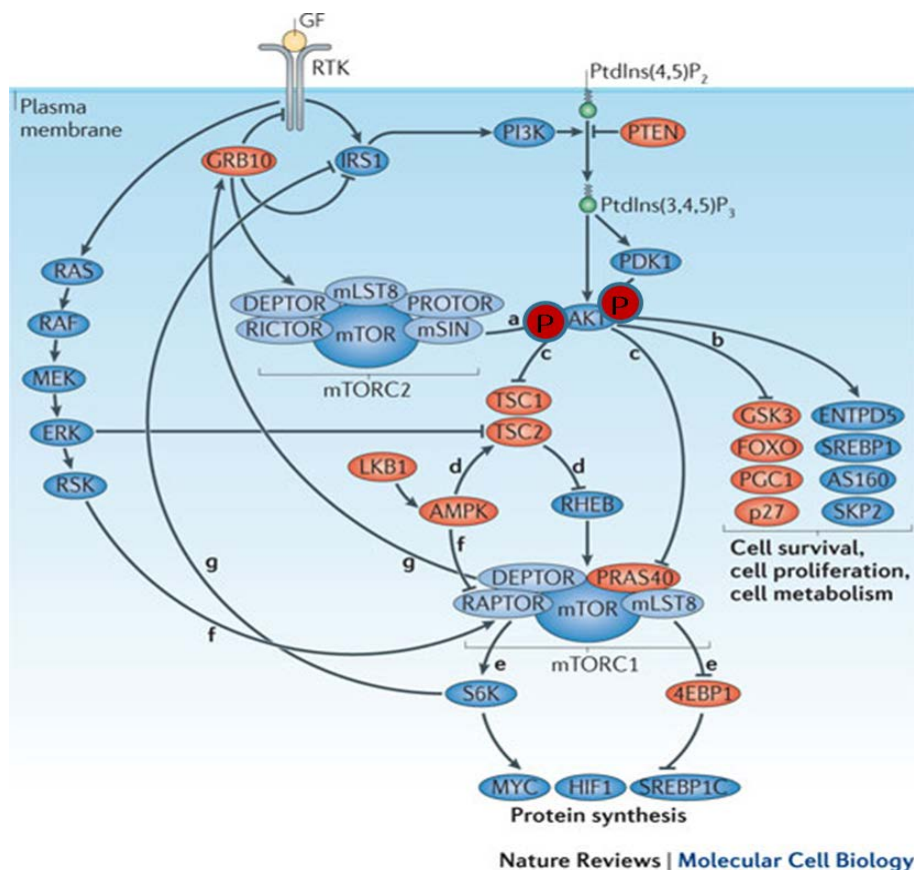 GF
RTK
PtdIns(4,5)P2
Plasma
membrane
PI3K
PTEN
GRB10
IRS1
PtdIns(3,4,5)P3
RAS
PDK1
DEPTOR
mLST8
PROTOR
RICTOR
mTOR
mSIN
a
P
AKT
P
RAF
mTORC2
c
c
b
MEK
TSC1
GSK3
ENTPD5
ERK
TSC2
FOXO
SREBP1
LKB1
d
d
RSK
PGC1
AS160
AMPK
RHEB
p27
SKP2
f
Cell survival,
cell proliferation,
cell metabolism
g
g
DEPTOR
PRAS40
RAPTOR
mTOR
mLST8
f
mTORC1
e
e
S6K
4EBP1
MYC
HIF1
SREBP1C
Protein synthesis
Nature Reviews | Molecular Cell Biology